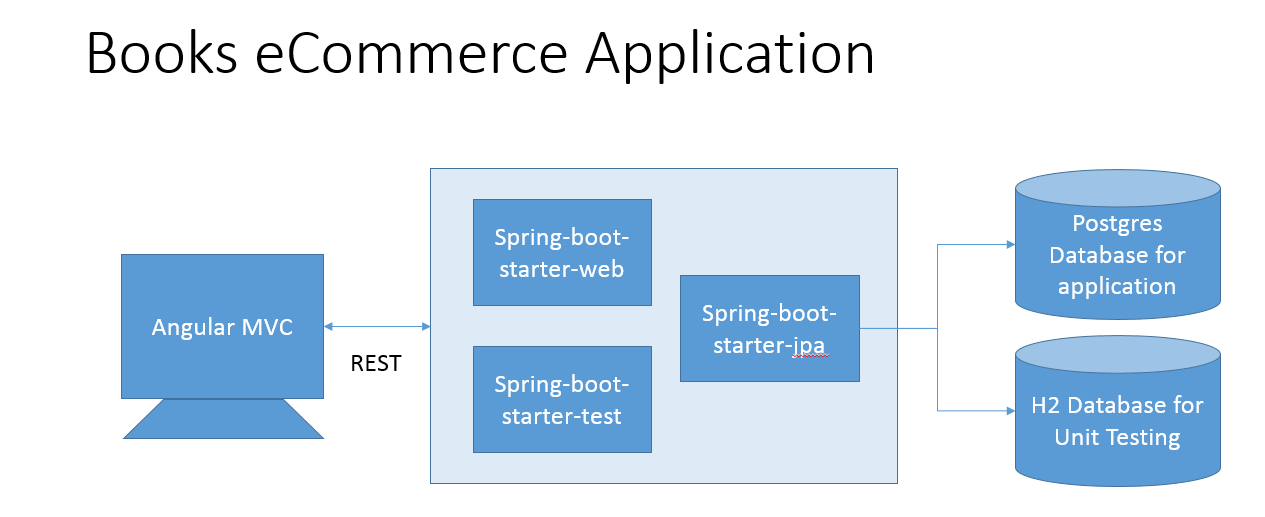 Books eCommerce Application
Spring-boot-
starter-web
Postgres
Database for
application
Angular MVC
REST
Spring-boot-
starter-jpa
Spring-boot-
starter-test
H2 Database for
Unit Testing